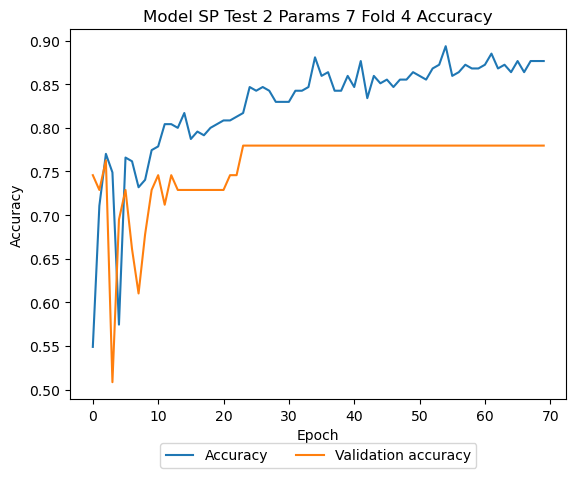 Model SP Test 2 Params 7 Fold 4 Accuracy
0.90
0.85
0.80
0.75
0.70
0.65
0.60
0.55
0.50
Accuracy
0 10 20 30 40 50 60 70
Epoch
Accuracy Validation accuracy